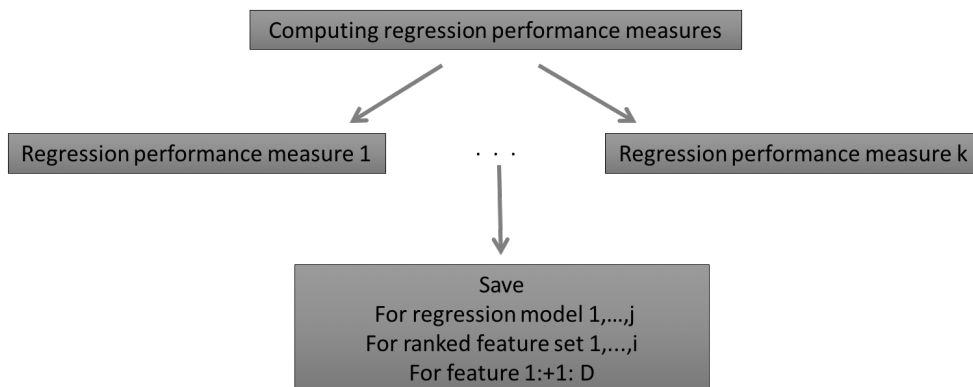 Computing regression performance measures
Regression performance measure 1
. . .
Regression performance measure k
Save
For regression model 1,...,j
For ranked feature set 1,...,i
For feature 1:+1: D